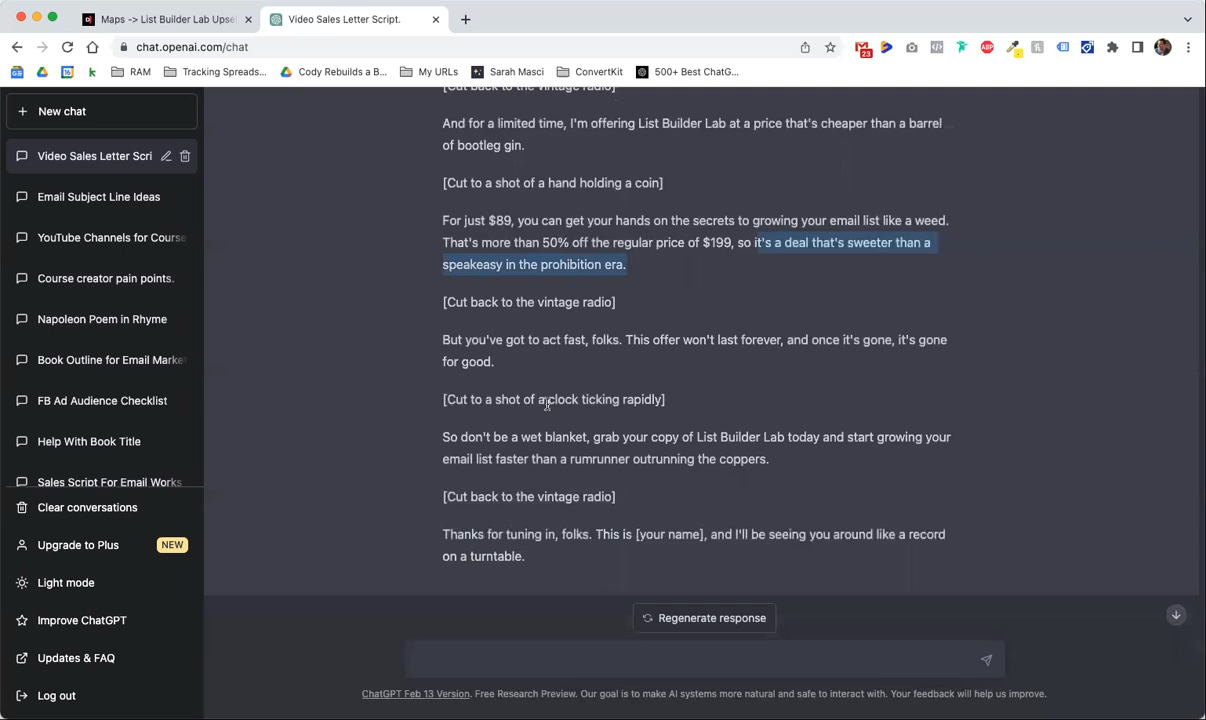 Maps -> List Builder Lab Upse
Video Sales Letter Script.
chat.openai.com/chat
23
ABP
16
RAM
Tracking Spreads...
Cody Rebuilds a B...
My URLs
Sarah Masci
ConvertKit
500+ Best ChatG...
New chat
Video Sales Letter Scri
Email Subject Line Ideas
YouTube Channels for Course
Course creator pain points.
Napoleon Poem in Rhyme
Book Outline for Email Marke
FB Ad Audience Checklist
Help With Book Title
Sales Script For Email Works
Clear conversations
Upgrade to Plus
NEW
Light mode
Improve ChatGPT
Updates & FAQ
Log out
[Cut back to the vintage radio]
And for a limited time, I'm offering List Builder Lab at a price that's cheaper than a barrel
of bootleg gin.
[Cut to a shot of a hand holding a coin]
For just $89, you can get your hands on the secrets to growing your email list like a weed.
That's more than 50% off the regular price of $199, so it's a deal that's sweeter than a
speakeasy in the prohibition era.
[Cut back to the vintage radio]
But you've got to act fast, folks. This offer won't last forever, and once it's gone, it's gone
for good.
[Cut to a shot of a clock ticking rapidly]
So don't be a wet blanket, grab your copy of List Builder Lab today and start growing your
email list faster than a rumrunner outrunning the coppers.
[Cut back to the vintage radio]
Thanks for tuning in, folks. This is [your name], and I'll be seeing you around like a record
on a turntable.
Regenerate response
ChatGPT Feb 13 Version. Free Research Preview. Our goal is to make AI systems more natural and safe to interact with. Your feedback will help us improve.